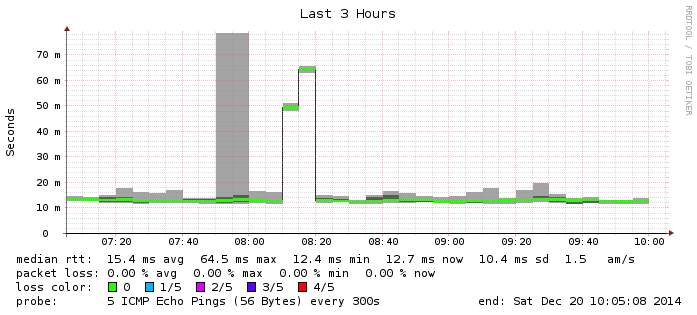 Last 3 Hours
RRDTOOL / TOBI OETIKER
Seconds
70 m
60 m
50 m
40 m
30 m
20 m
10 m
0
07:20 07:40 08:00 08:20 08:40 09:00 09:20 09:40 10:00
median rtt: 15.4 ms avg 64.5 ms max 12.4 ms min 12.7 ms now 10.4 ms sd 1.5 am/s
packet loss: 0.00 % avg 0.00 % max 0.00 % min 0.00 % now
loss color: 0 1/5 2/5 3/5 4/5
probe: 5 ICMP Echo Pings (56 Bytes) every 300s end: Sat Dec 20 10:05:08 2014